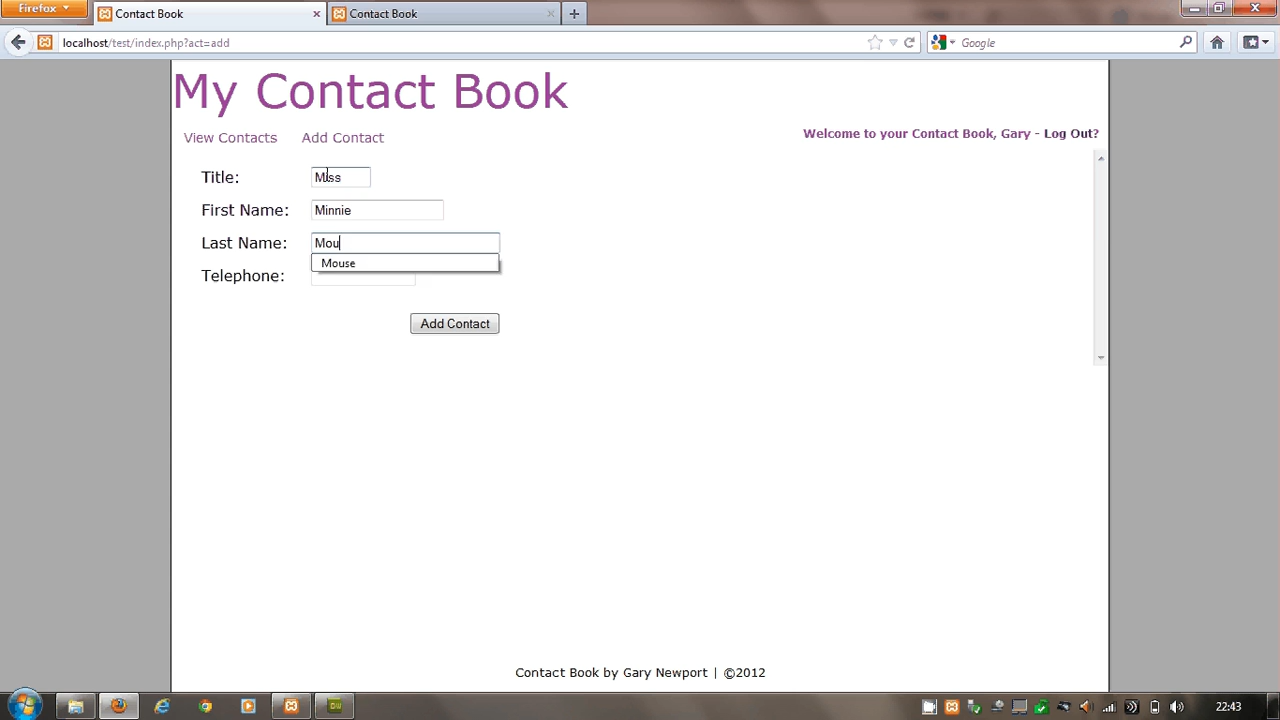 Firefox
Contact Book
Contact Book
localhost/test/index.php?act=add
Google
My Contact Book
View Contacts
Add Contact
Welcome to your Contact Book, Gary - Log Out?
Title:
Miss
First Name:
Minnie
Last Name:
Mou
Mouse
Telephone:
Add Contact
Contact Book by Gary Newport | ©2012
22:43